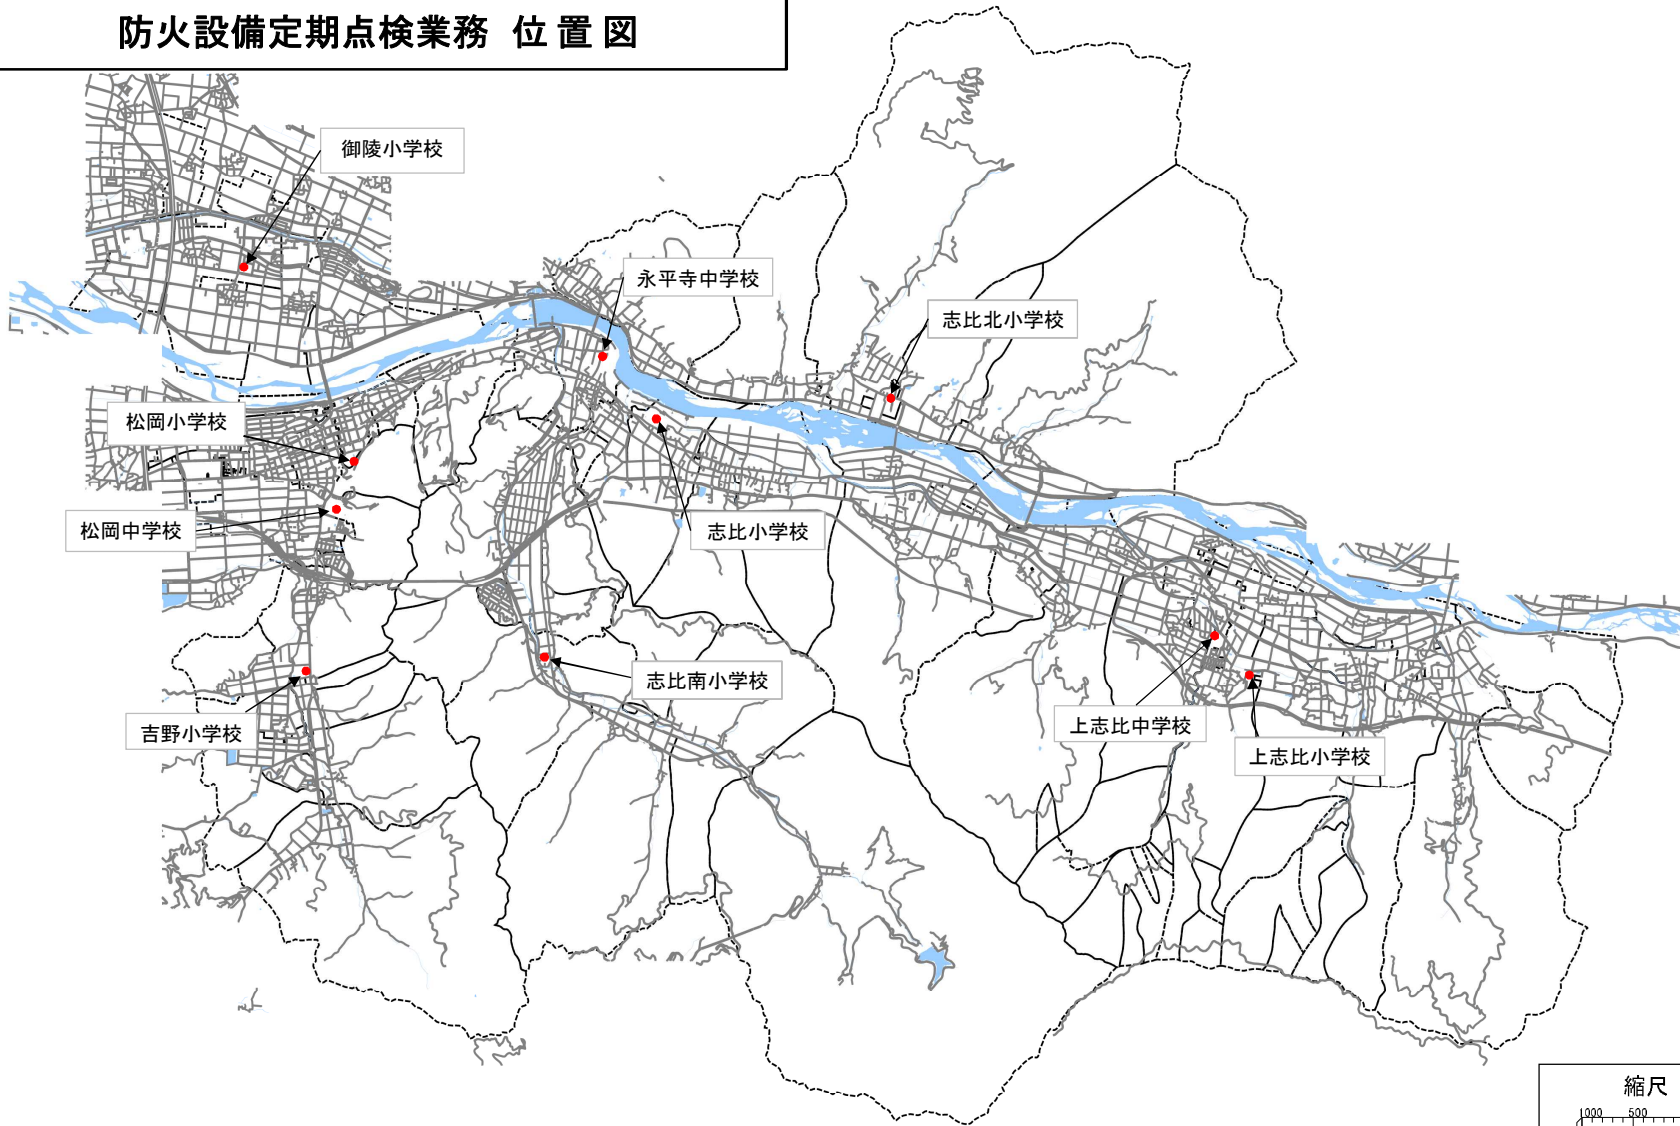 防火設備定期点検業務 位置図
御陵小学校
永平寺中学校
志比北小学校
松岡小学校
松岡中学校
志比小学校
志比南小学校
吉野小学校
上志比中学校
上志比小学校
縮尺
1000 500